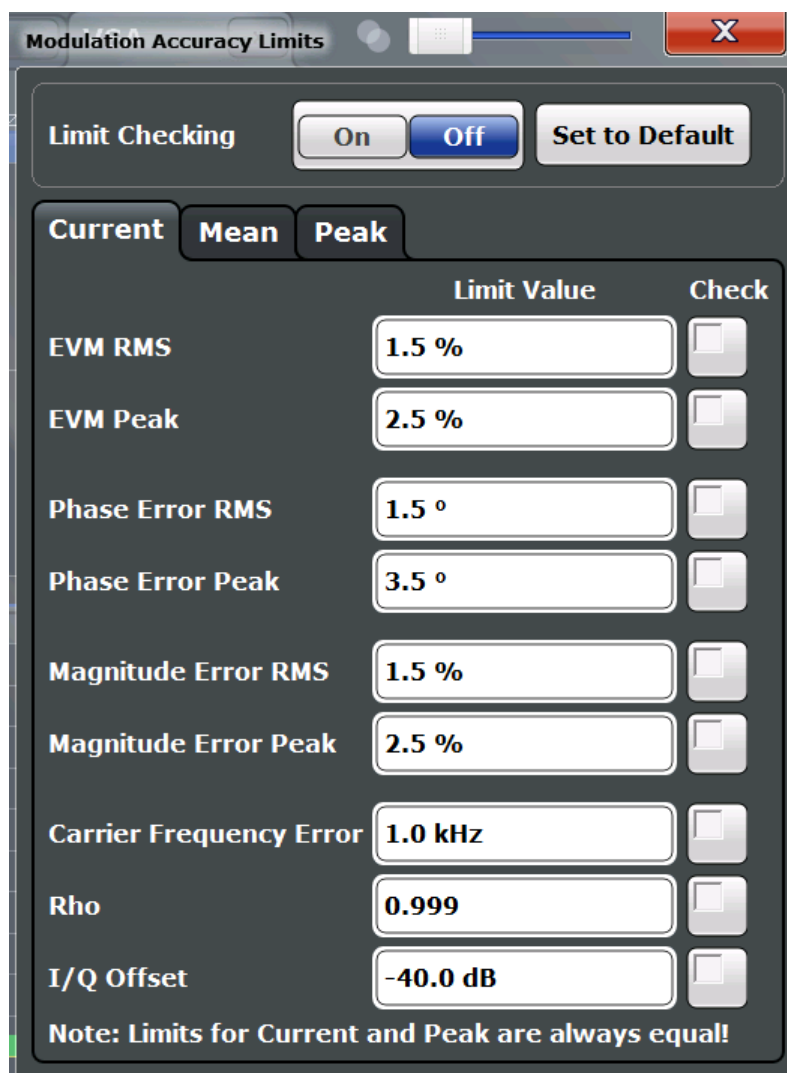 Modulation Accuracy Limits
X
Limit Checking On Off Set to Default
Current Mean Peak
Limit Value Check
EVM RMS 1.5 %
EVM Peak 2.5 %
Phase Error RMS 1.5 º
Phase Error Peak 3.5 º
Magnitude Error RMS 1.5 %
Magnitude Error Peak 2.5 %
Carrier Frequency Error 1.0 kHz
Rho 0.999
I/Q Offset -40.0 dB
Note: Limits for Current and Peak are always equal!